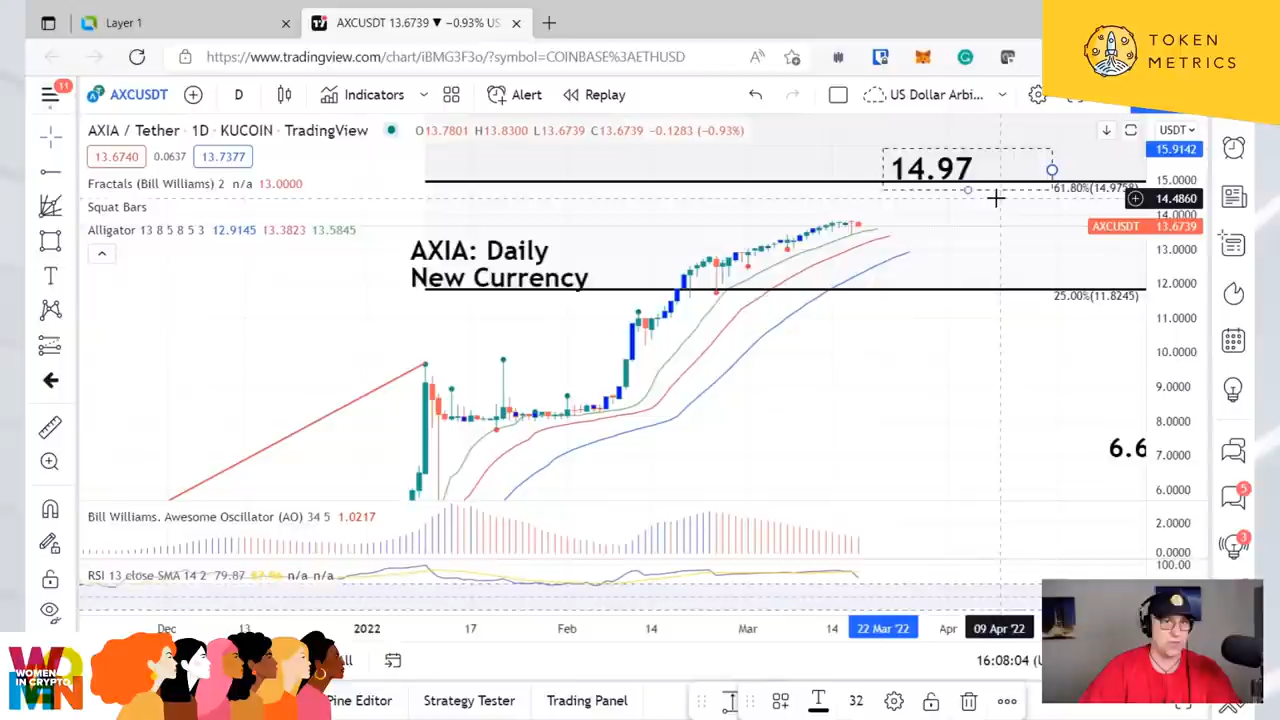 Layer 1
AXCUSDT 13.6739 ▼ −0.93% US
TOKEN
METRICS
https://www.tradingview.com/chart/iBMG3F3o/?symbol=COINBASE%3AETHUSD
11
AXCUSDT
D
Indicators
Alert
Replay
US Dollar Arbi...
AXIA / Tether · 1D · KUCOIN · TradingView
O13.7801 H13.8300 L13.6739 C13.6739 −0.1283 (−0.93%)
USDT
13.6740
0.0637
13.7377
15.9142
14.97
15.0000
61.80%(14.9758)
Fractals (Bill Williams) 2 n/a 13.0000
14.4860
Squat Bars
14.0000
Alligator 13 8 5 8 5 3 12.9145 13.3823 13.5845
AXCUSDT
13.6739
AXIA: Daily
New Currency
13.0000
12.0000
25.00%(11.8245)
11.0000
10.0000
9.0000
8.0000
6.6
7.0000
6.0000
5
Bill Williams. Awesome Oscillator (AO) 34 5 1.0217
2.0000
0.0000
3
100.00
RSI 13 close SMA 14 2 79.87 n/a n/a
Dec
13
2022
17
Feb
14
Mar
14
22 Mar '22
Apr
09 Apr '22
16:08:04 (U
All
WOMEN
WOMEN
IN CRYPTO
Pine Editor
Strategy Tester
Trading Panel
T
32